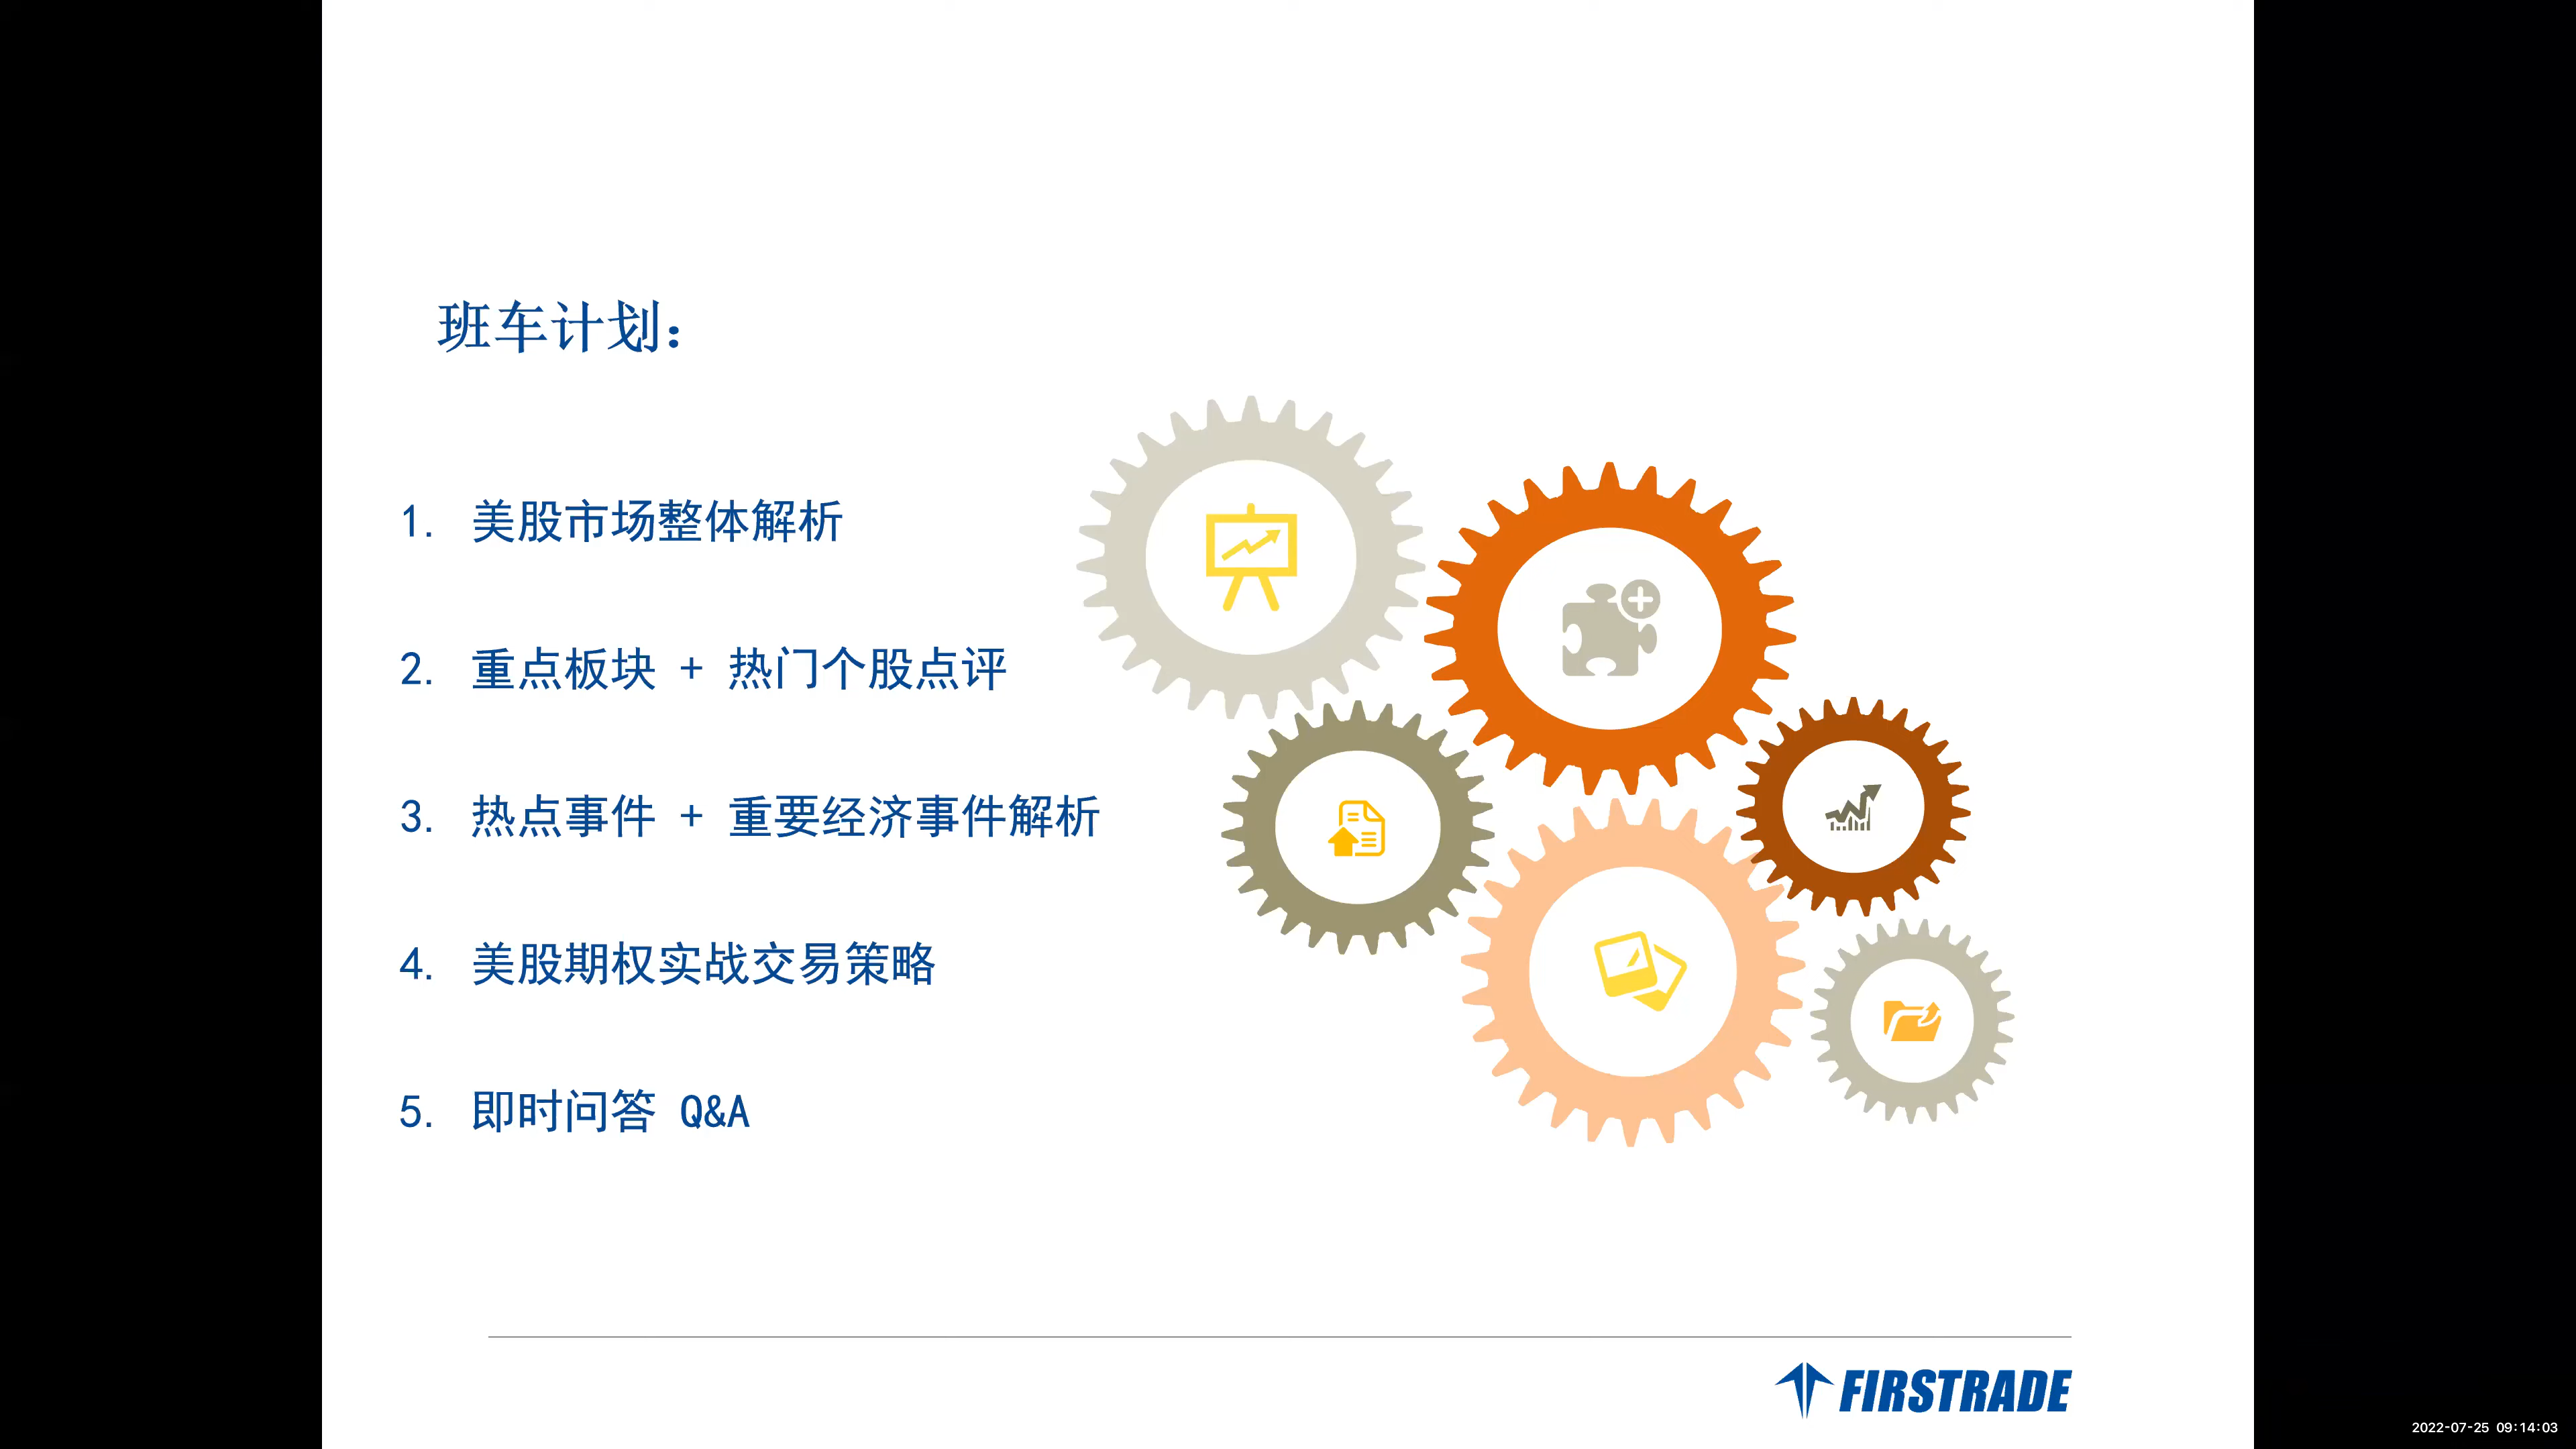 班车计划：
1. 美股市场整体解析
2. 重点板块 + 热门个股点评
3. 热点事件 + 重要经济事件解析
4. 美股期权实战交易策略
5. 即时问答 Q&A
FIRSTRADE
2022-07-25 09:14:03